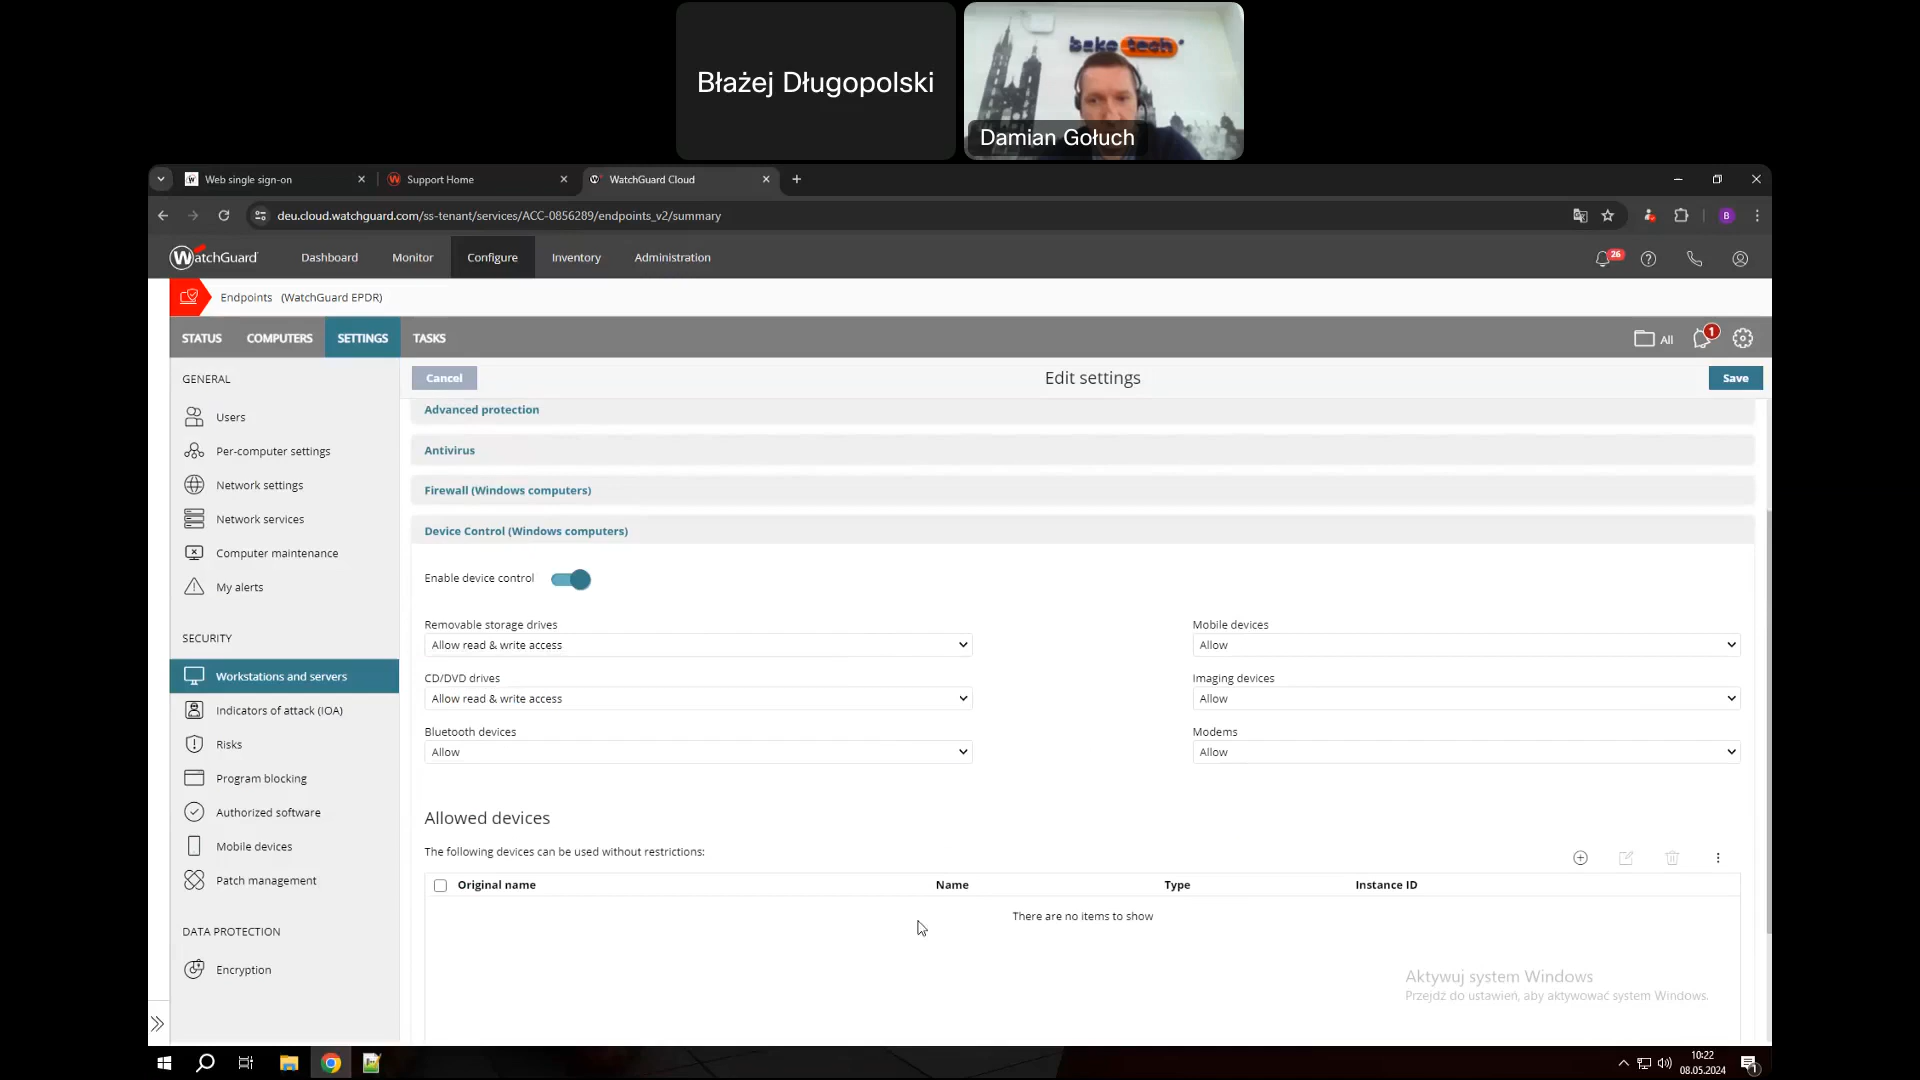 Błażej Długopolski
bako tech
Damian Gołuch
Web single sign-on
Support Home
WatchGuard Cloud
deu.cloud.watchguard.com/ss-tenant/services/ACC-0856289/endpoints_v2/summary
B
WatchGuard
Dashboard
Monitor
Configure
Inventory
Administration
26
Endpoints (WatchGuard EPDR)
STATUS
COMPUTERS
SETTINGS
TASKS
All
1
GENERAL
Users
Per-computer settings
Network settings
Network services
Computer maintenance
My alerts
SECURITY
Workstations and servers
Indicators of attack (IOA)
Risks
Program blocking
Authorized software
Mobile devices
Patch management
DATA PROTECTION
Encryption
Cancel
Edit settings
Save
Advanced protection
Antivirus
Firewall (Windows computers)
Device Control (Windows computers)
Enable device control
Removable storage drives
Allow read & write access
Mobile devices
Allow
CD/DVD drives
Allow read & write access
Imaging devices
Allow
Bluetooth devices
Allow
Modems
Allow
Allowed devices
The following devices can be used without restrictions:
Original name
Name
Type
Instance ID
There are no items to show
Aktywuj system Windows
Przejdź do ustawień, aby aktywować system Windows.
10:22
08.05.2024
1